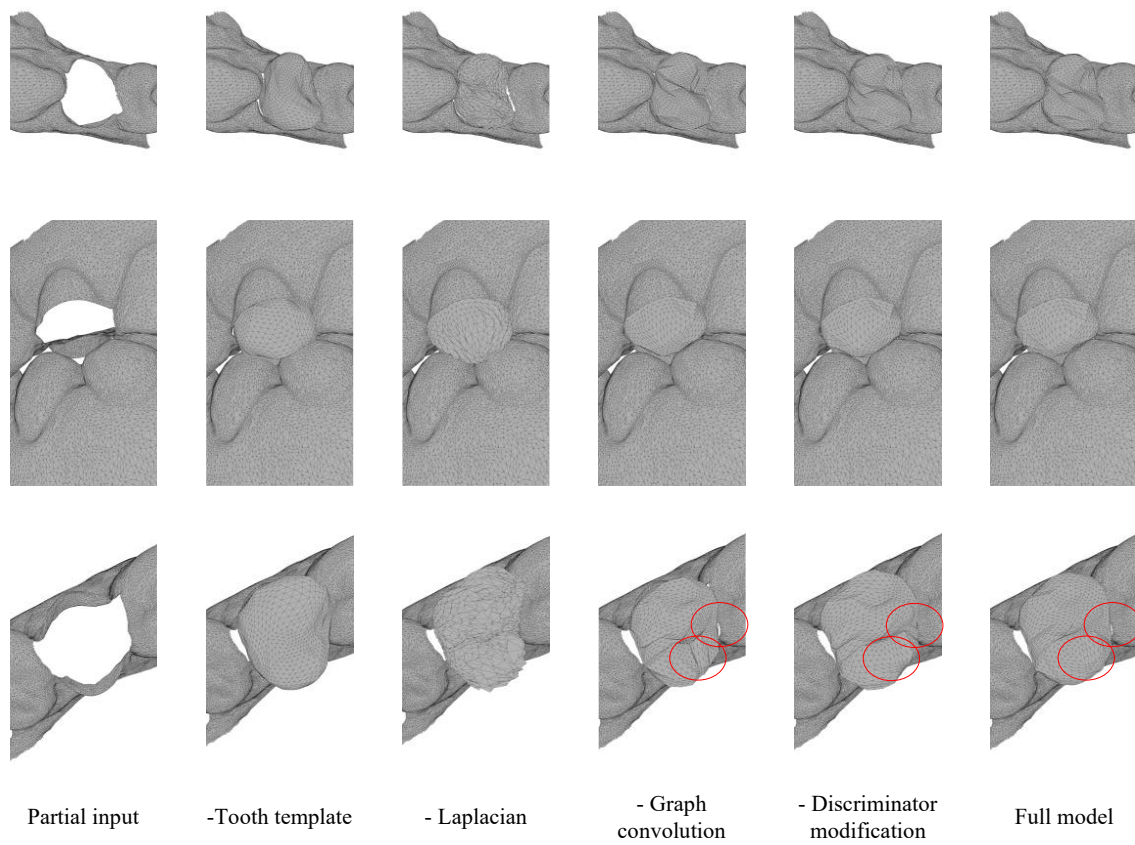 Partial input
-Tooth template
- Laplacian
- Graph
convolution
- Discriminator
modification
Full model